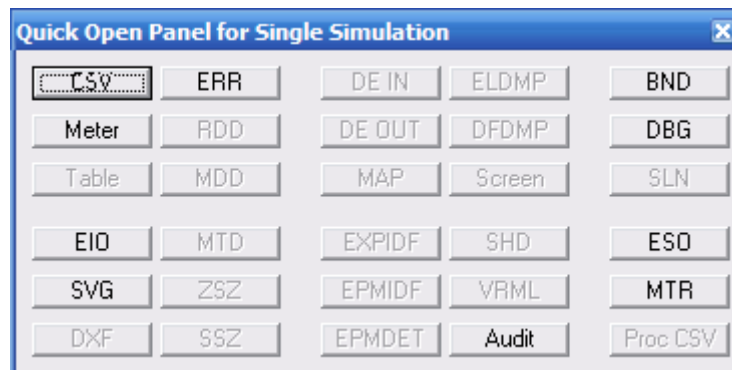 Quick Open Panel for Single Simulation
CSV ERR DE IN ELDMP BND
Meter RDD DE OUT DFDMP DBG
Table MDD MAP Screen SLN
EIO MTD EXPIDF SHD ESO
SVG ZSZ EPMIDF VRML MTR
DXF SSZ EPMDET Audit Proc CSV